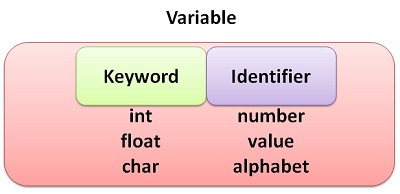 Variable
Keyword Identifier
int number
float value
char alphabet